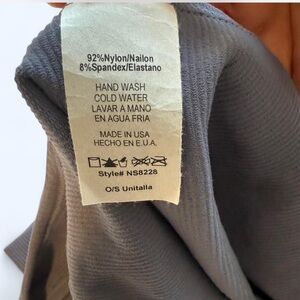 92%Nylon/Nailon
8%Spandex/Elastano
HAND WASH
COLD WATER
LAVAR A MANO
EN AGUA FRIA
MADE IN USA
HECHO EN E.U.A.
Style# NS8228
O/S Unitalla